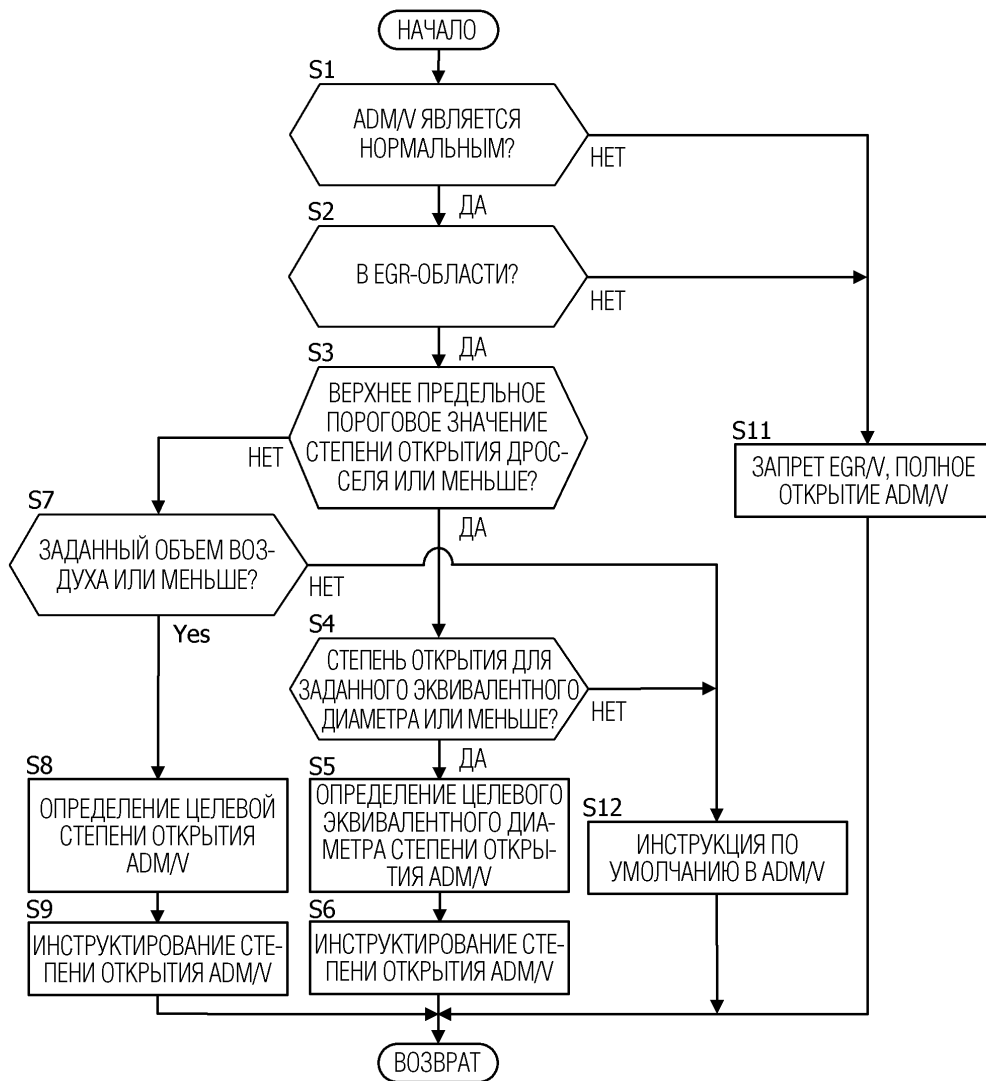 НАЧАЛО
S1
ADM/V ЯВЛЯЕТСЯ
НОРМАЛЬНЫМ?
НЕТ
ДА
S2
В EGR-ОБЛАСТИ?
НЕТ
ДА
S3
ВЕРХНЕЕ ПРЕДЕЛЬНОЕ
ПОРОГОВОЕ ЗНАЧЕНИЕ
СТЕПЕНИ ОТКРЫТИЯ ДРОС-
СЕЛЯ ИЛИ МЕНЬШЕ?
НЕТ
ДА
S11
ЗАПРЕТ EGR/V, ПОЛНОЕ
ОТКРЫТИЕ ADM/V
S7
ЗАДАННЫЙ ОБЪЕМ ВОЗ-
ДУХА ИЛИ МЕНЬШЕ?
НЕТ
Yes
S4
СТЕПЕНЬ ОТКРЫТИЯ ДЛЯ
ЗАДАННОГО ЭКВИВАЛЕНТНОГО
ДИАМЕТРА ИЛИ МЕНЬШЕ?
НЕТ
ДА
S8
ОПРЕДЕЛЕНИЕ ЦЕЛЕВОЙ
СТЕПЕНИ ОТКРЫТИЯ
ADM/V
S5
ОПРЕДЕЛЕНИЕ ЦЕЛЕВОГО
ЭКВИВАЛЕНТНОГО ДИА-
МЕТРА СТЕПЕНИ ОТКРЫ-
ТИЯ ADM/V
S12
ИНСТРУКЦИЯ ПО
УМОЛЧАНИЮ В ADM/V
S9
ИНСТРУКТИРОВАНИЕ СТЕ-
ПЕНИ ОТКРЫТИЯ ADM/V
S6
ИНСТРУКТИРОВАНИЕ СТЕ-
ПЕНИ ОТКРЫТИЯ ADM/V
ВОЗВРАТ